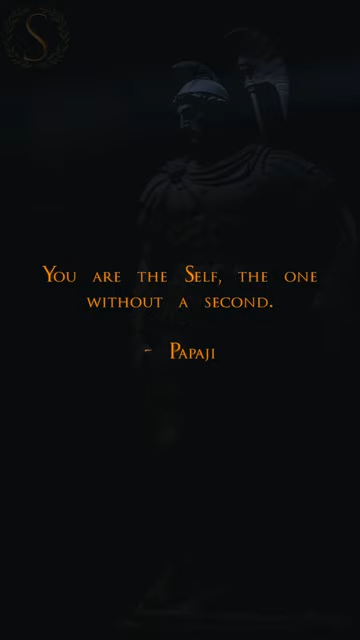 S
You are the Self, the one
without a second.
- Papaji